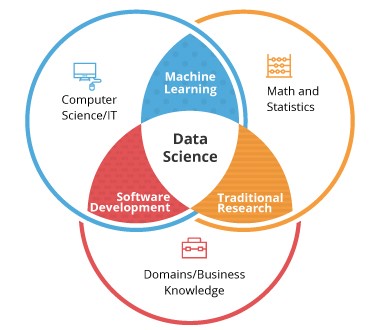 Machine
Learning
Computer
Science/IT
Math and
Statistics
Data
Science
Software
Development
Traditional
Research
Domains/Business
Knowledge